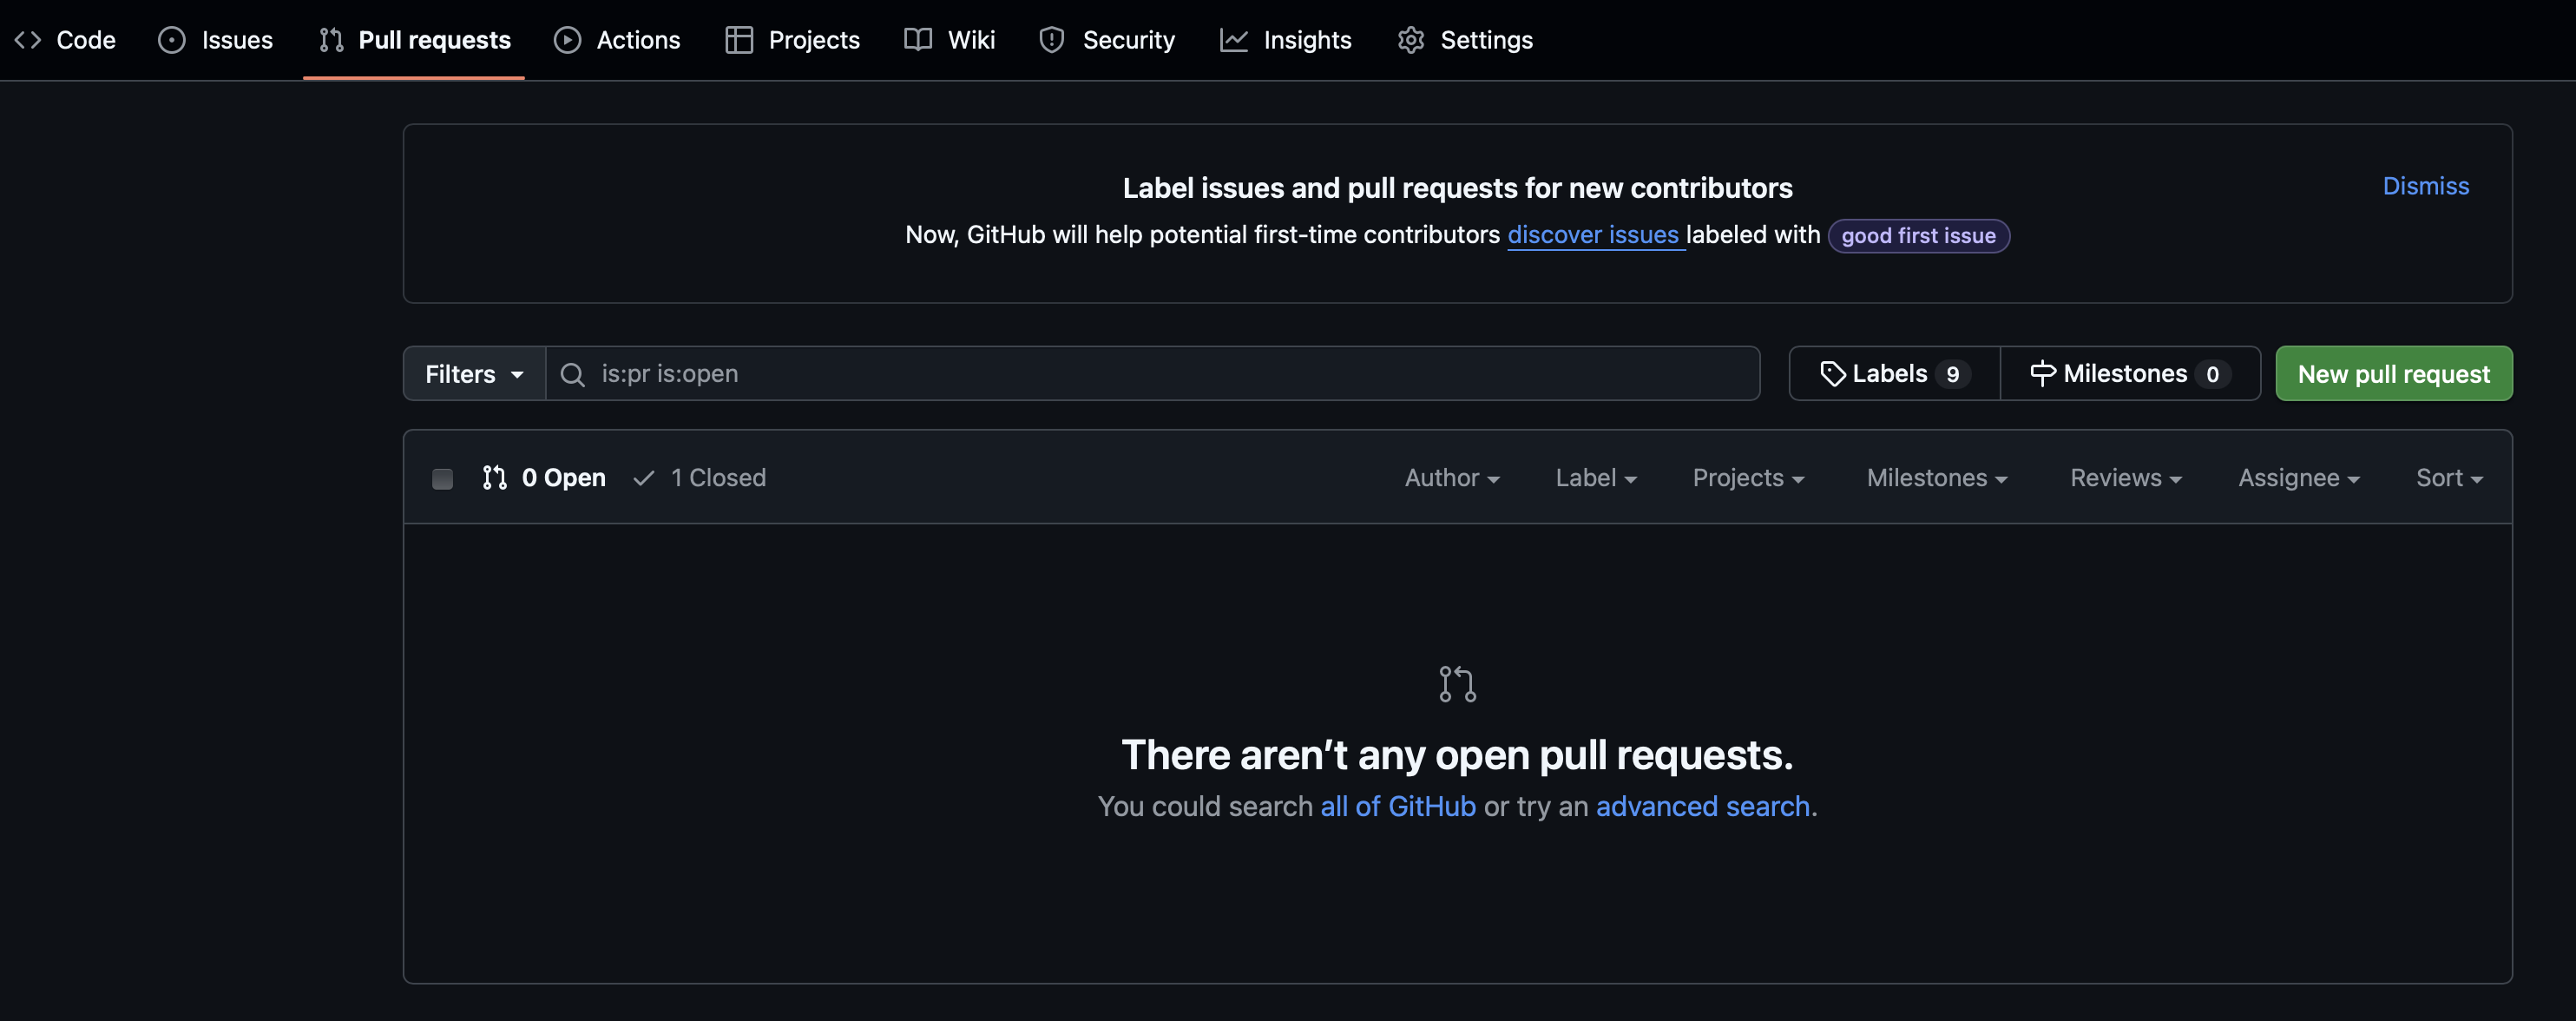 Code Issues Pull requests Actions Projects Wiki Security Insights Settings
Label issues and pull requests for new contributors
Dismiss
Now, GitHub will help potential first-time contributors discover issues labeled with good first issue
Filters is:pr is:open Labels 9 Milestones 0 New pull request
0 Open 1 Closed Author Label Projects Milestones Reviews Assignee Sort
There aren’t any open pull requests.
You could search all of GitHub or try an advanced search.